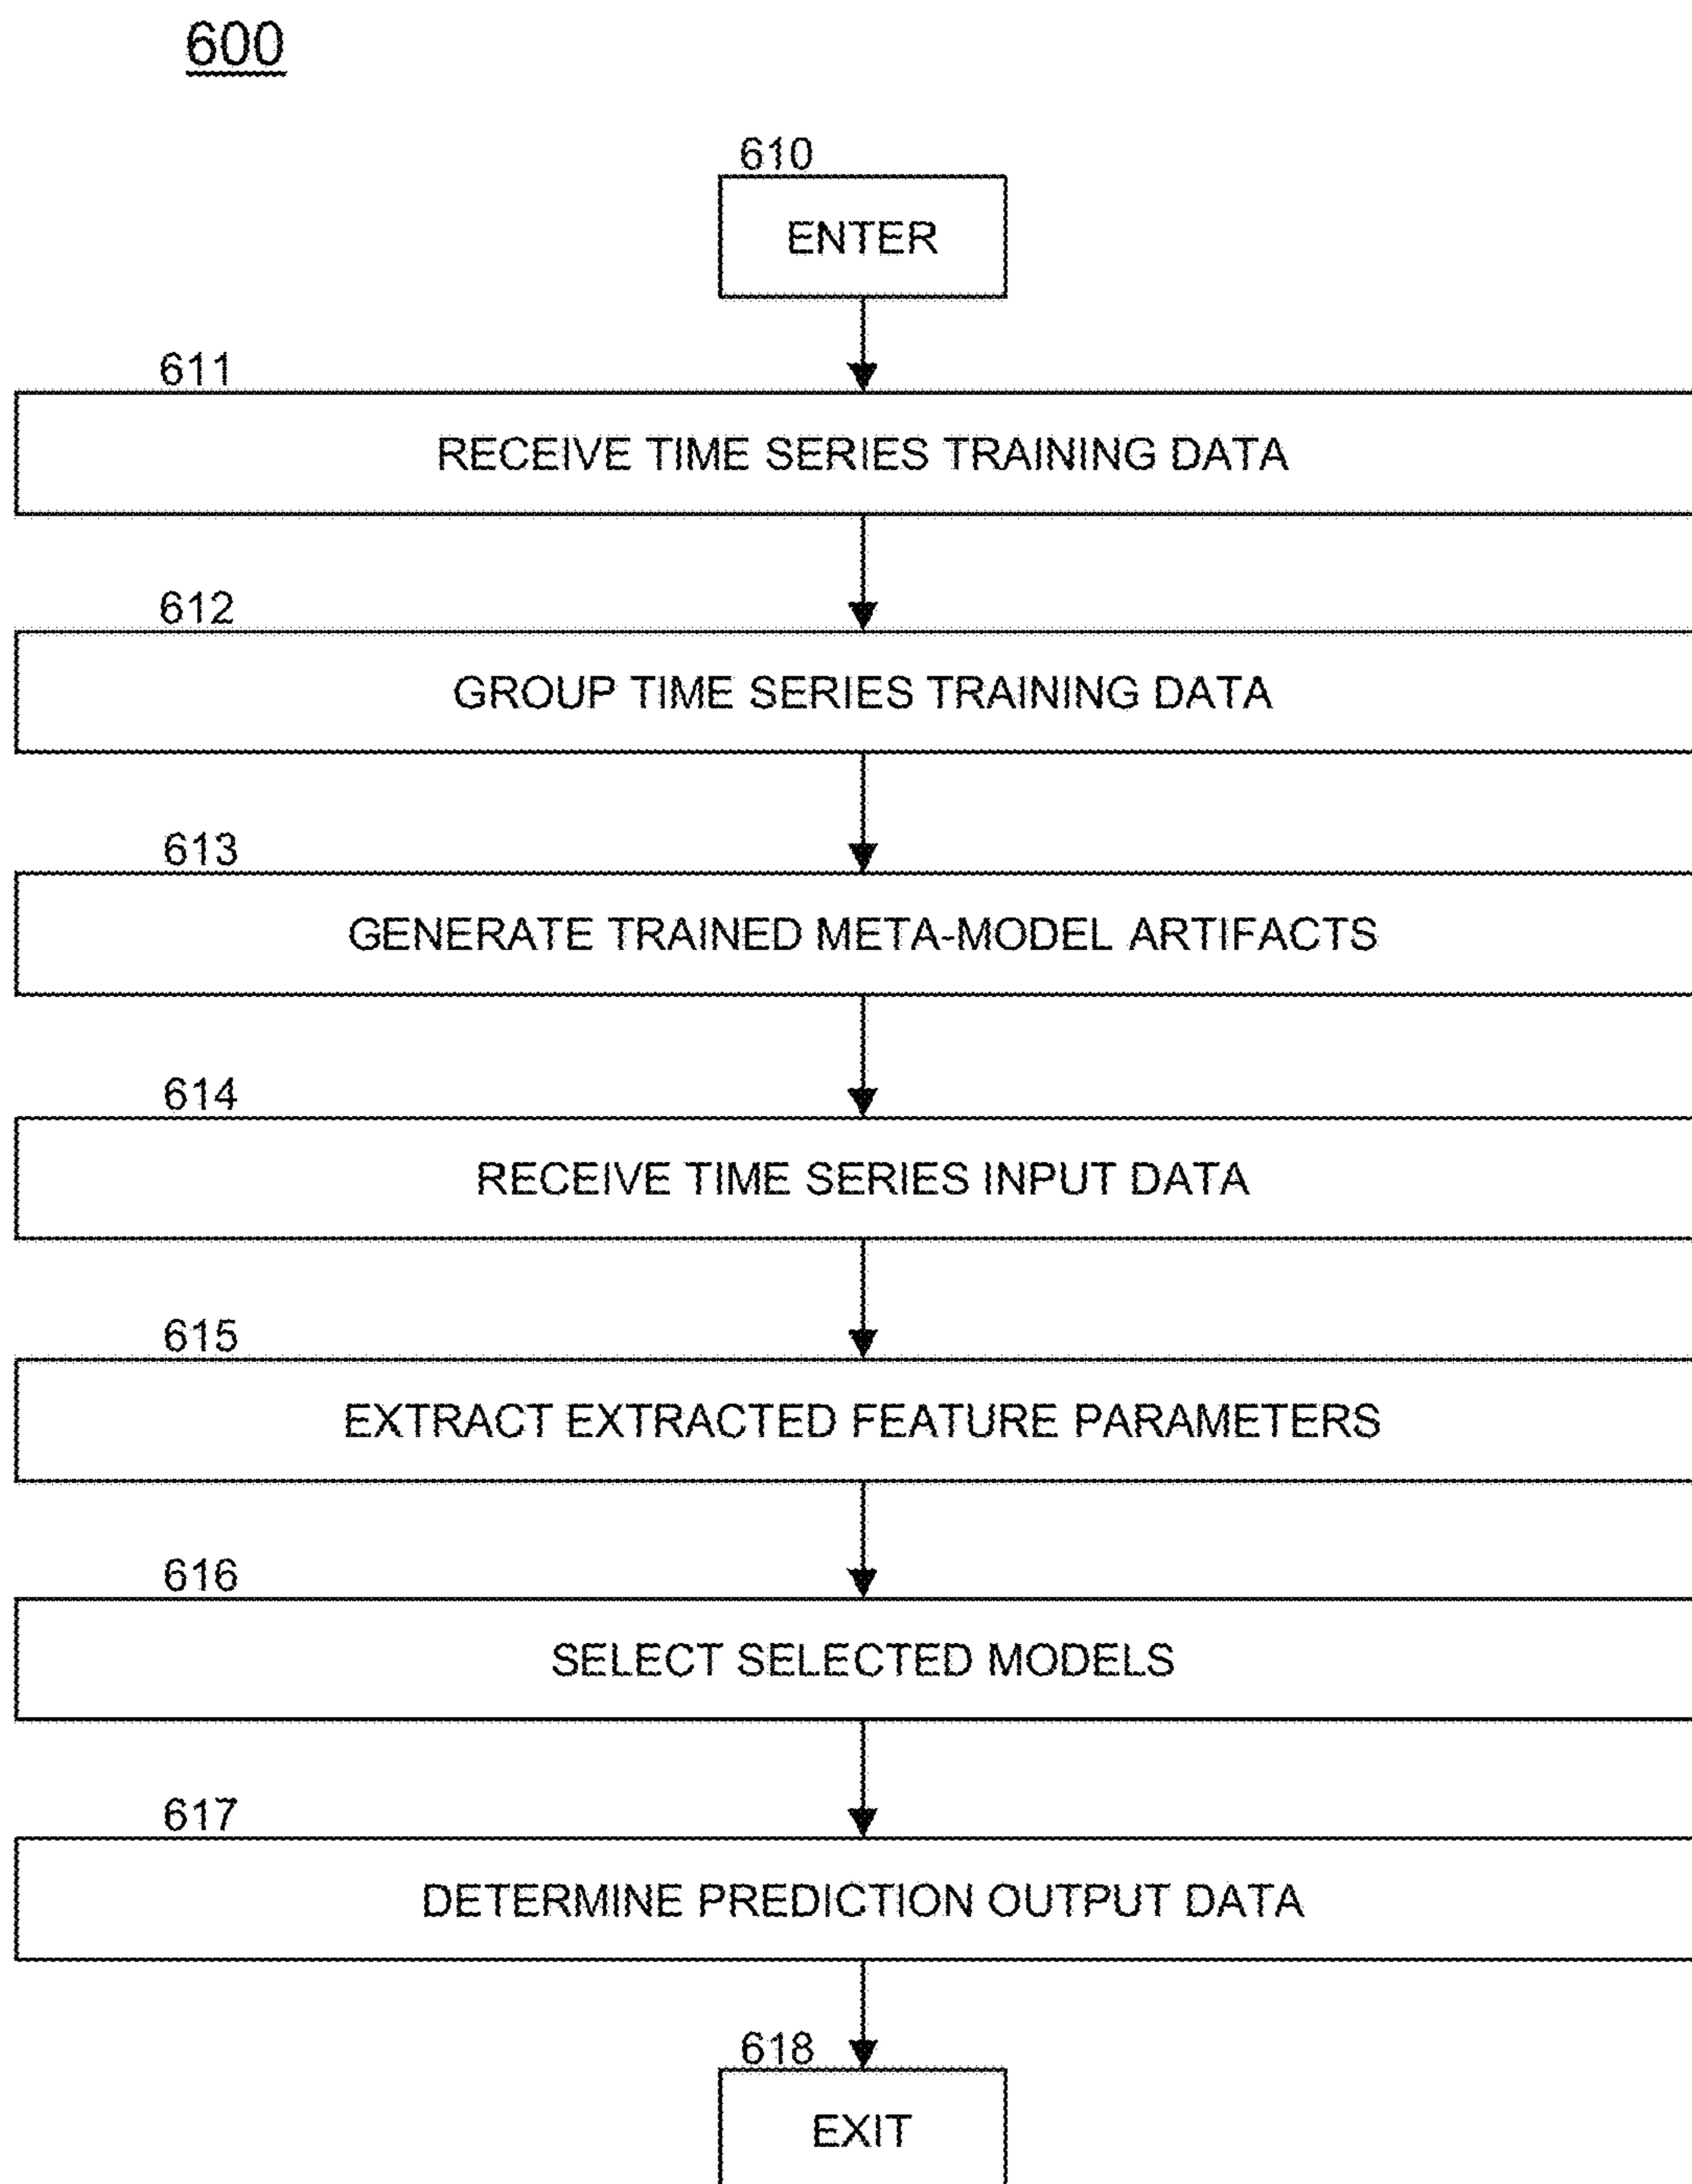 600
610
ENTER
611
RECEIVE TIME SERIES TRAINING DATA
612
GROUP TIME SERIES TRAINING DATA
613
GENERATE TRAINED META-MODEL ARTIFACTS
614
RECEIVE TIME SERIES INPUT DATA
615
EXTRACT EXTRACTED FEATURE PARAMETERS
616
SELECT SELECTED MODELS
617
DETERMINE PREDICTION OUTPUT DATA
618
EXIT